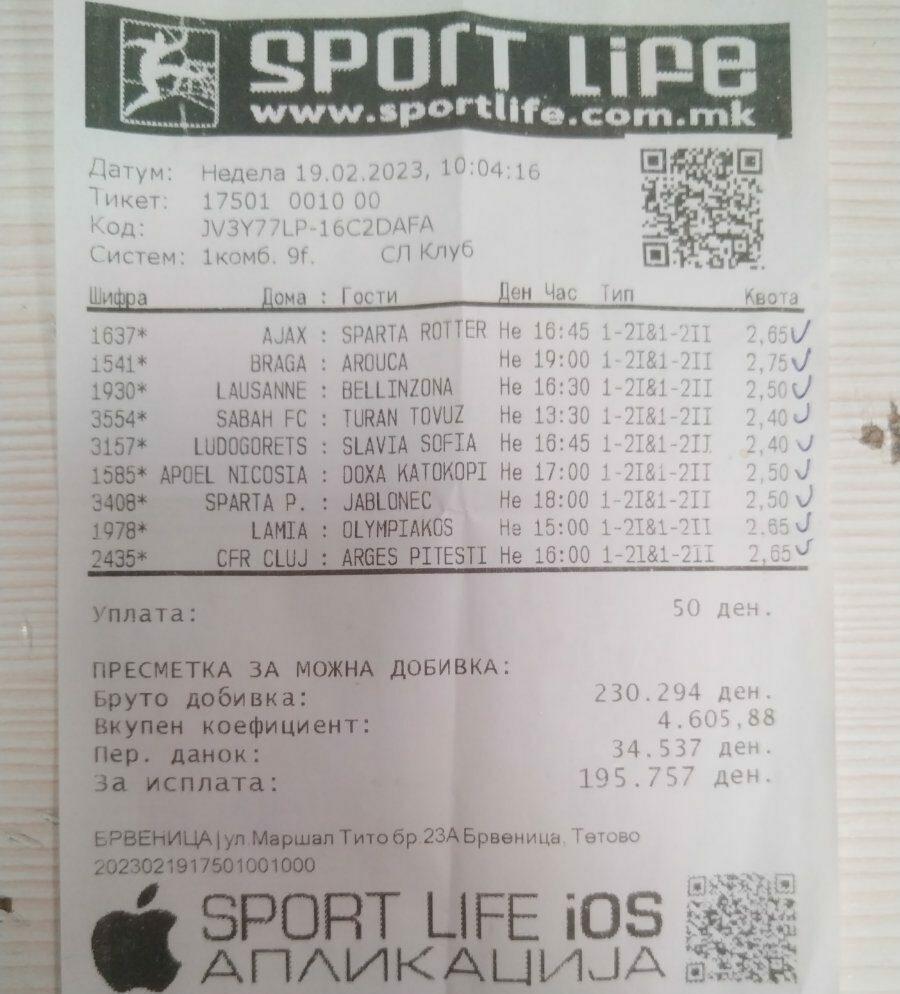 SPORT LIFE
www.sportlife.com.mk
Датум: Недела 19.02.2023, 10:04:16
Тикет: 17501 0010 00
Код: JV3Y77LP-16C2DAFA
Систем: 1комб. 9f. СЛ Клуб
Шифра Дома : Гости Ден Час Тип Квота
1637* AJAX : SPARTA ROTTER Не 16:45 1-2I&1-2II 2,65
1541* BRAGA : AROUCA Не 19:00 1-2I&1-2II 2,75
1930* LAUSANNE : BELLINZONA Не 16:30 1-2I&1-2II 2,50
3554* SABAH FC : TURAN TOVUZ Не 13:30 1-2I&1-2II 2,40
3157* LUDOGORETS : SLAVIA SOFIA Не 16:45 1-2I&1-2II 2,40
1585* APOEL NICOSIA : DOXA KATOKOPI Не 17:00 1-2I&1-2II 2,50
3408* SPARTA P. : JABLONEC Не 18:00 1-2I&1-2II 2,50
1978* LAMIA : OLYMPIAKOS Не 15:00 1-2I&1-2II 2,65
2435* CFR CLUJ : ARGES PITESTI Не 16:00 1-2I&1-2II 2,65
Уплата: 50 ден.
ПРЕСМЕТКА ЗА МОЖНА ДОБИВКА:
Бруто добивка: 230.294 ден.
Вкупен коефициент: 4.605,88
Пер. данок: 34.537 ден.
За исплата: 195.757 ден.
БРВЕНИЦА|ул.Маршал Тито бр.23А Брвеница, Тетово
2023021917501001000
SPORT LIFE iOS
АПЛИКАЦИЈА